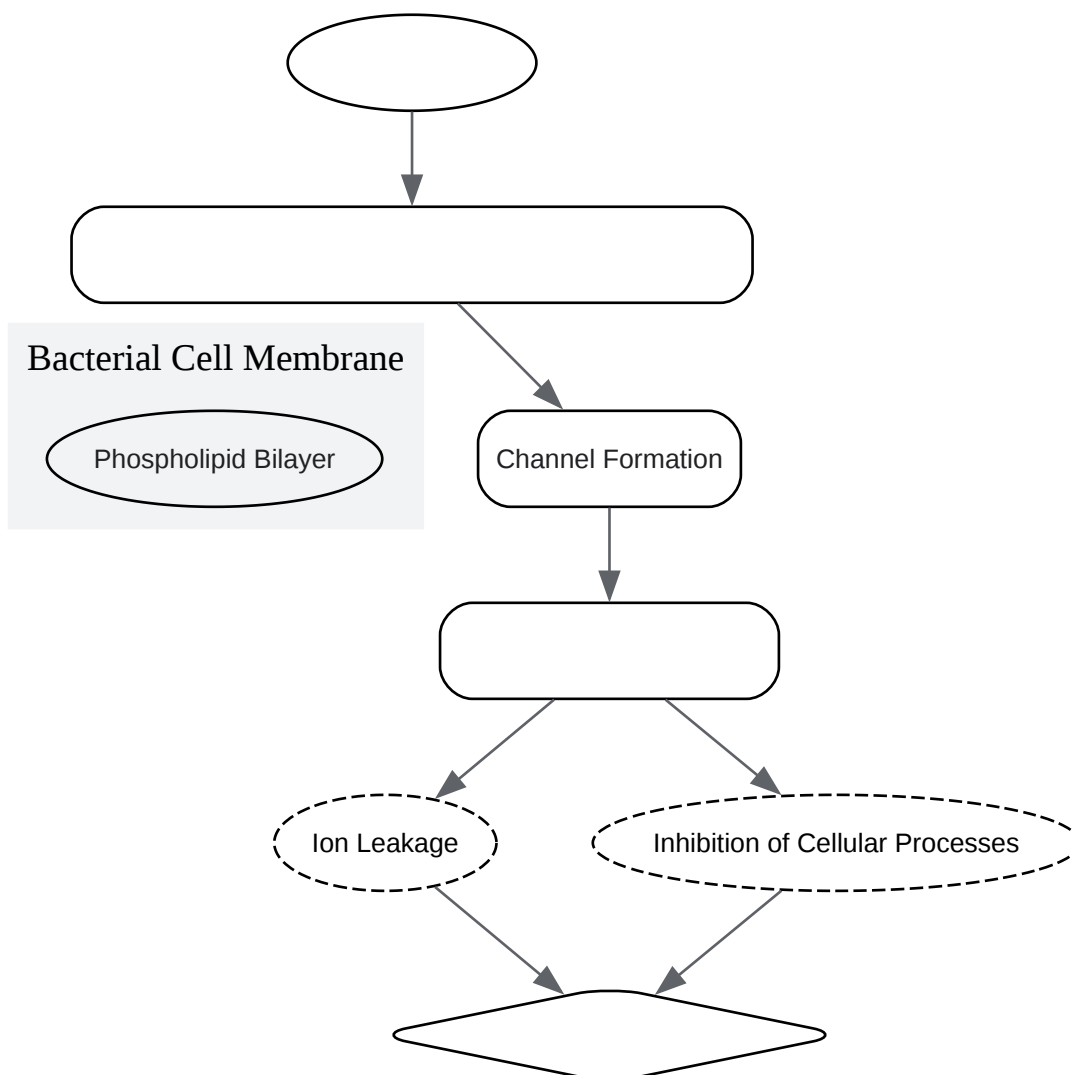 Bacterial Cell Membrane
Phospholipid Bilayer
Channel Formation
Ion Leakage
Inhibition of Cellular Processes